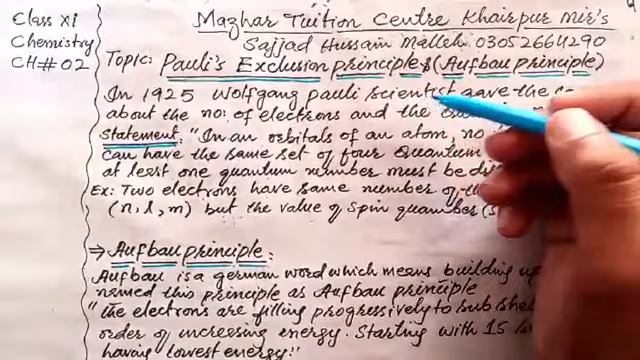 Class XI
Chemistry
CH#02
Mazhar Tuition Centre Khairpur Mir's
Sajjad Hussain Mallah 03052664290
Topic: Pauli's Exclusion principle & (Aufbau principle)
In 1925 Wolfgang pauli scientist gave the
about the no: of electrons and the
Statement: "In an orbitals of an atom, no
can have the same set of four Quantum
at least one quantum number must be
Ex: Two electrons have same number of
(n, l, m) but the value of spin quamber (s)
⇒ Aufbau principle:
Aufbau is a german word which means building up
named this principle as Aufbau principle
"the electrons are filling progressively to sub
order of increasing energy. Starting with 1S
having lowest energy!"